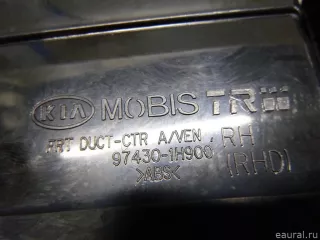 KIA MOBIS TR
FRT DUCT-CTR A/VEN, RH
97430-1H900 (RHD)
>ABS<
eaural.ru